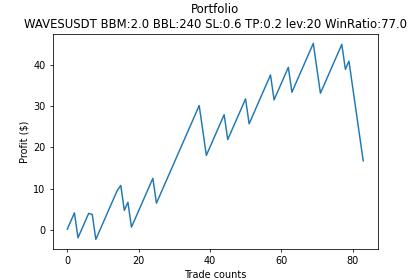 Portfolio
WAVESUSDT BBM:2.0 BBL:240 SL:0.6 TP:0.2 lev:20 WinRatio:77.0
40
30
20
10
0
Profit ($)
0 20 40 60 80
Trade counts